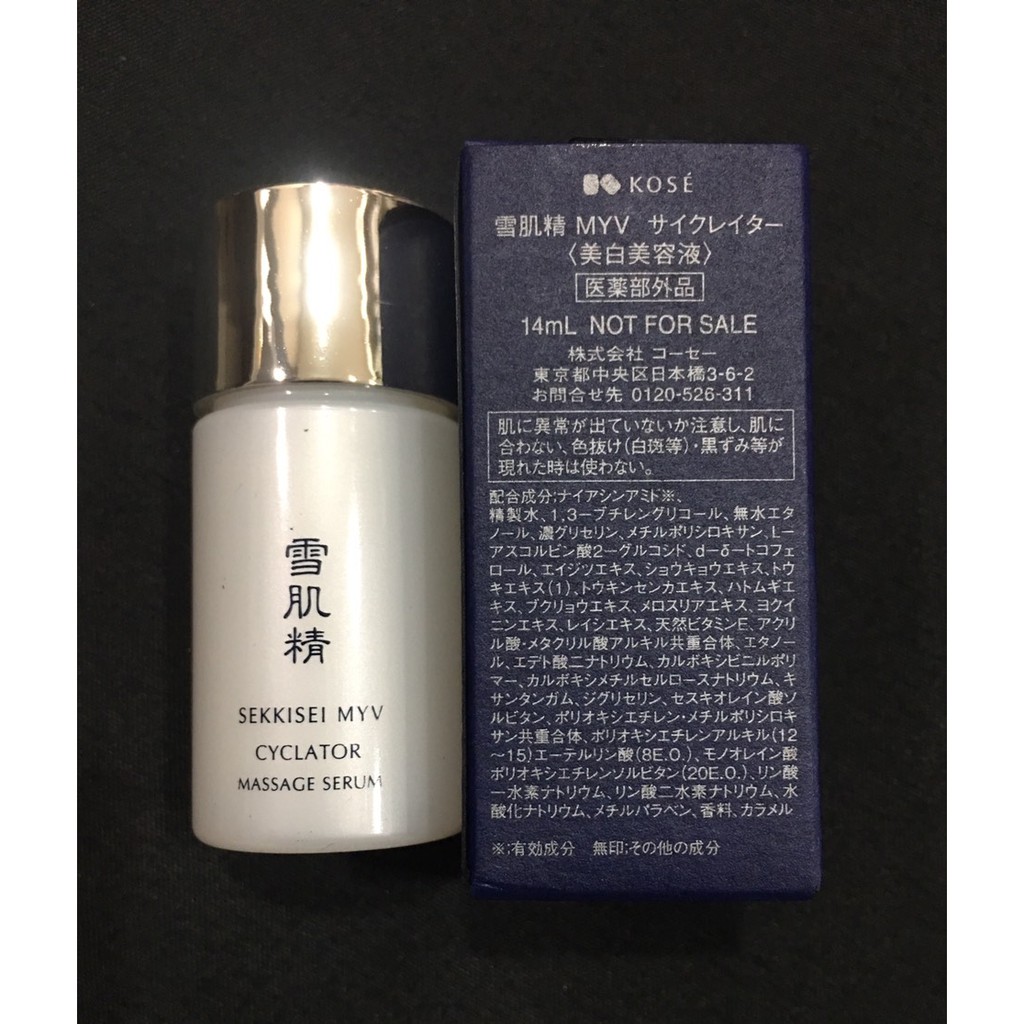 雪
肌
精
SEKKISEI MYV
CYCLATOR
MASSAGE SERUM
KOSÉ
雪肌精 MYV サイクレイター
〈美白美容液〉
医薬部外品
14mL NOT FOR SALE
株式会社 コーセー
東京都中央区日本橋3-6-2
お問合せ先 0120-526-311
肌に異常が出ていないか注意し、肌に
合わない、色抜け(白斑等)・黒ずみ等が
現れた時は使わない。
配合成分:ナイアシンアミド※、
精製水、1,3-ブチレングリコール、無水エタ
ノール、濃グリセリン、メチルポリシロキサン、L-
アスコルビン酸2-グルコシド、d-δ-トコフェ
ロール、エイジツエキス、ショウキョウエキス、トウ
キエキス(1)、トウキンセンカエキス、ハトムギエ
キス、ブクリョウエキス、メロスリアエキス、ヨクイ
ニンエキス、レイシエキス、天然ビタミンE、アクリ
ル酸・メタクリル酸アルキル共重合体、エタノー
ル、エデト酸二ナトリウム、カルボキシビニルポリ
マー、カルボキシメチルセルロースナトリウム、キ
サンタンガム、ジグリセリン、セスキオレイン酸ソ
ルビタン、ポリオキシエチレン・メチルポリシロキ
サン共重合体、ポリオキシエチレンアルキル(12
～15)エーテルリン酸(8E.O.)、モノオレイン酸
ポリオキシエチレンソルビタン(20E.O.)、リン酸
一水素ナトリウム、リン酸二水素ナトリウム、水
酸化ナトリウム、メチルパラベン、香料、カラメル
※:有効成分 無印:その他の成分